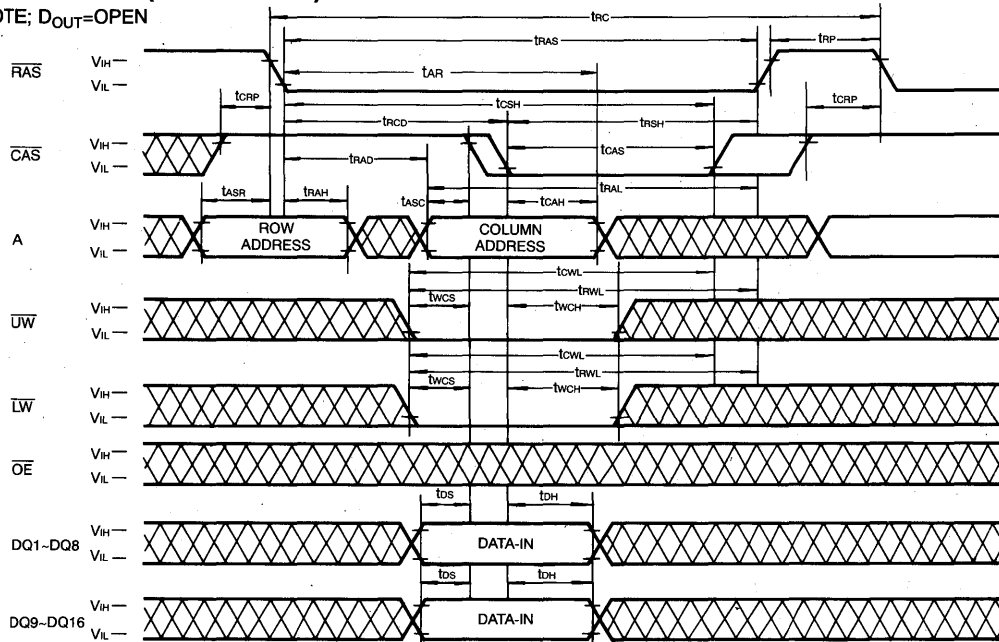 OTE; DOUT=OPEN
tRC
tRAS
tRP
RAS
VIH
VIL
tAR
tCRP
tCSH
tCRP
tRCD
tRSH
CAS
VIH
VIL
tRAD
tCAS
tRAL
tASR
tRAH
tASC
tCAH
A
VIH
VIL
ROW
ADDRESS
COLUMN
ADDRESS
tCWL
tRWL
tWCS
tWCH
UW
VIH
VIL
tCWL
tRWL
tWCS
tWCH
LW
VIH
VIL
OE
VIH
VIL
tDS
tDH
DQ1~DQ8
VIH
VIL
DATA-IN
tDS
tDH
DQ9~DQ16
VIH
VIL
DATA-IN